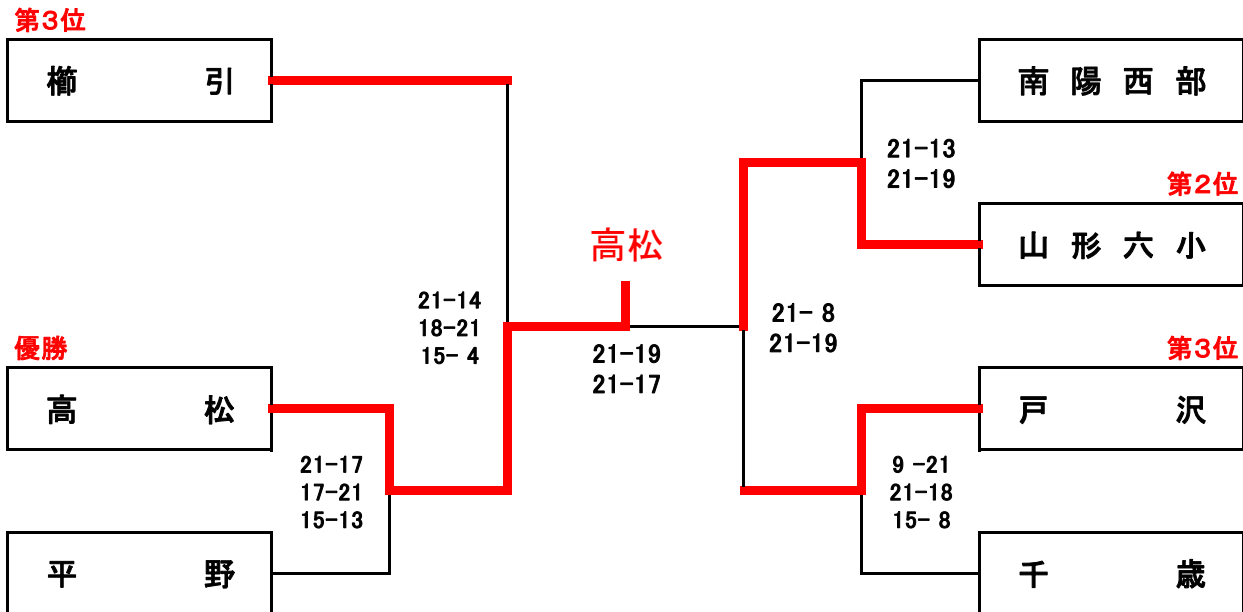 第3位
櫛 引
南 陽 西 部
21-13
21-19
第2位
山 形 六 小
高松
21-14
18-21
15- 4
21- 8
21-19
21-19
21-17
優勝
高 松
第3位
戸 沢
21-17
17-21
15-13
9 -21
21-18
15- 8
平 野
千 歳